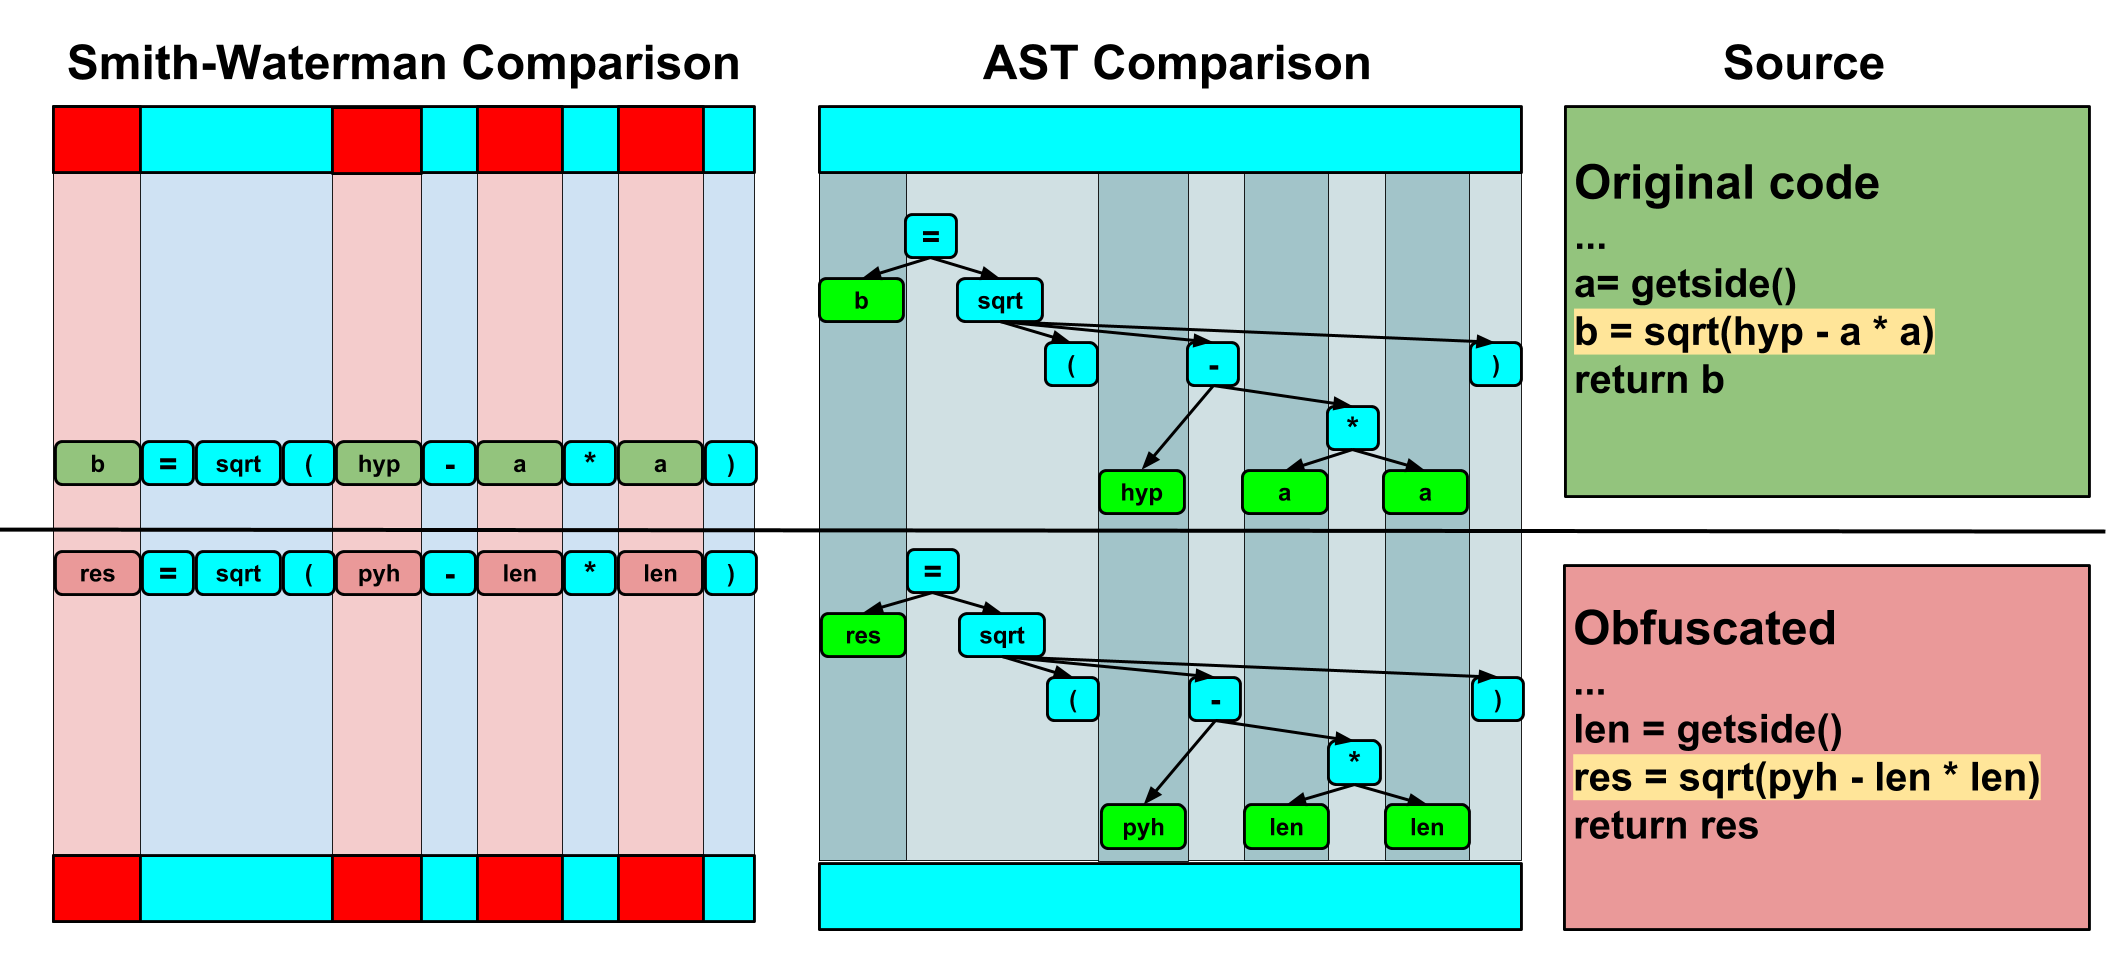 Smith-Waterman Comparison
b = sqrt ( hyp - a * a )
res = sqrt ( pyh - len * len )
AST Comparison
=
b sqrt
( - )
*
hyp a a
=
res sqrt
( - )
*
pyh len len
Source
Original code
...
a= getside()
b = sqrt(hyp - a * a)
return b
Obfuscated
...
len = getside()
res = sqrt(pyh - len * len)
return res